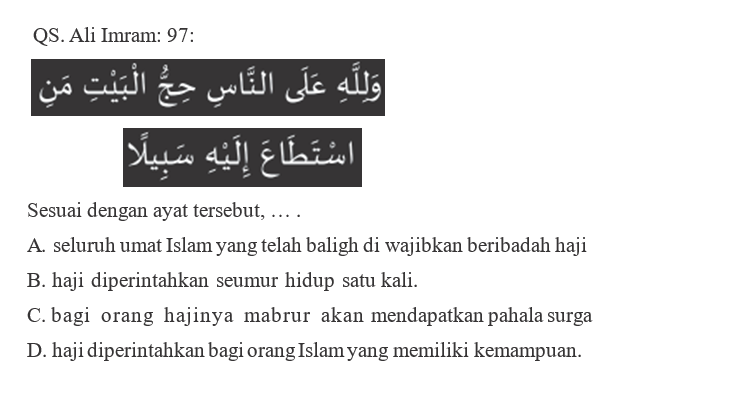 QS. Ali Imram: 97:
وَلِلَّهِ عَلَى النَّاسِ حِجُّ الْبَيْتِ مَنِ
اسْتَطَاعَ إِلَيْهِ سَبِيلًا
Sesuai dengan ayat tersebut, … .
A. seluruh umat Islam yang telah baligh di wajibkan beribadah haji
B. haji diperintahkan seumur hidup satu kali.
C. bagi orang hajinya mabrur akan mendapatkan pahala surga
D. haji diperintahkan bagi orang Islam yang memiliki kemampuan.